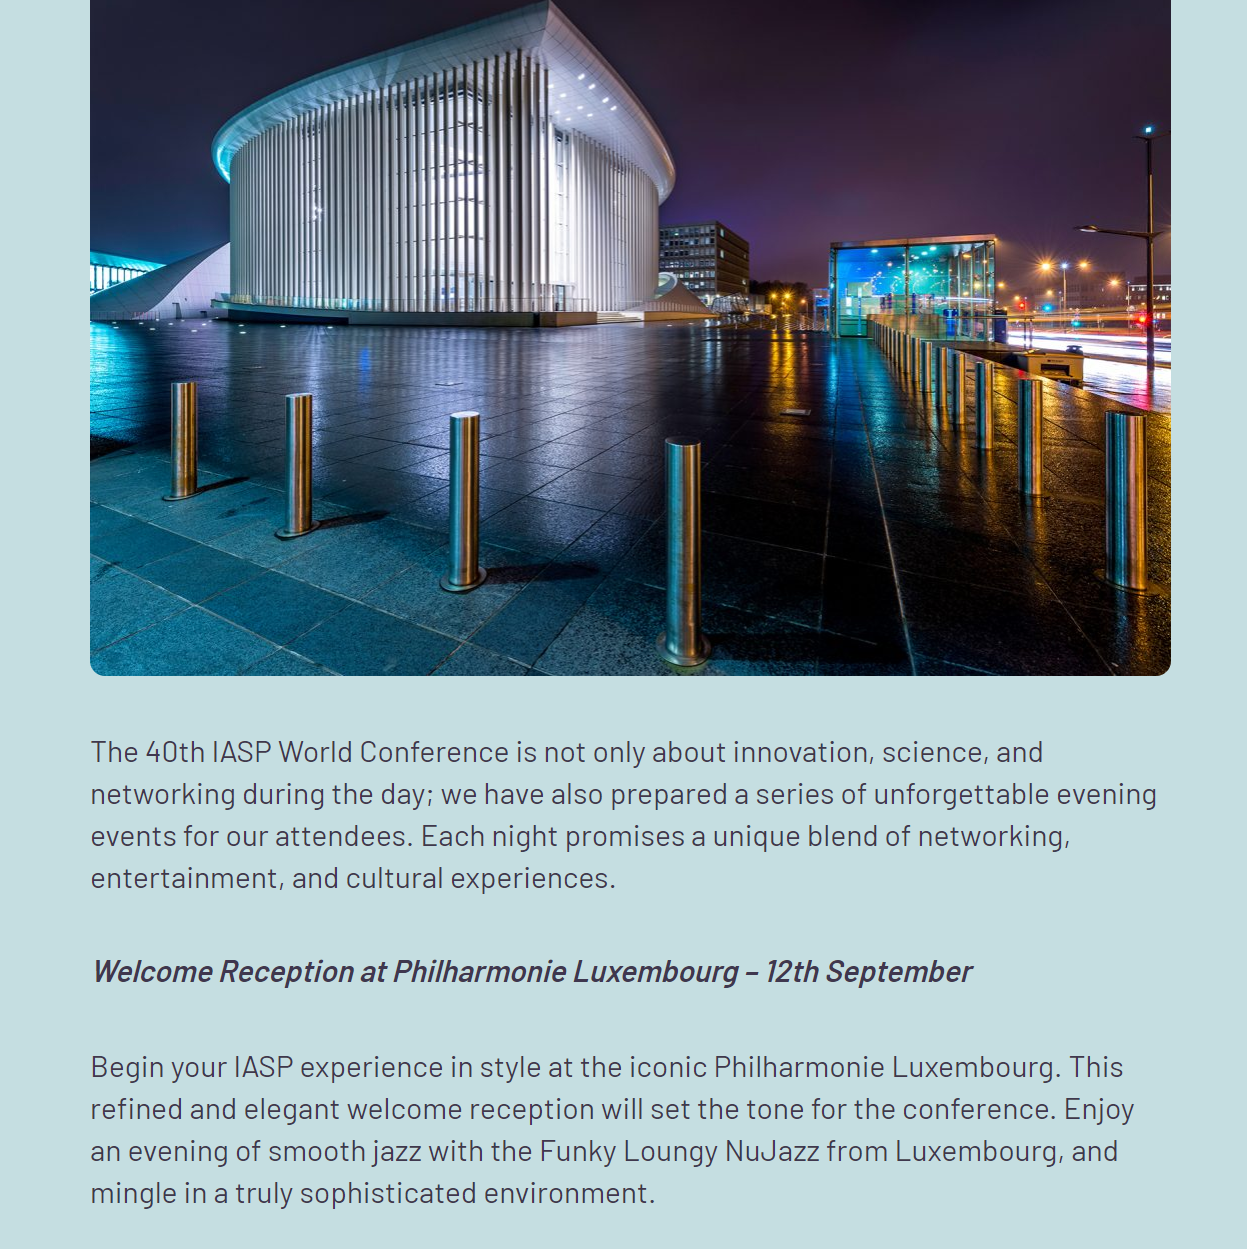 The 40th IASP World Conference is not only about innovation, science, and
networking during the day; we have also prepared a series of unforgettable evening
events for our attendees. Each night promises a unique blend of networking,
entertainment, and cultural experiences.
Welcome Reception at Philharmonie Luxembourg – 12th September
Begin your IASP experience in style at the iconic Philharmonie Luxembourg. This
refined and elegant welcome reception will set the tone for the conference. Enjoy
an evening of smooth jazz with the Funky Loungy NuJazz from Luxembourg, and
mingle in a truly sophisticated environment.